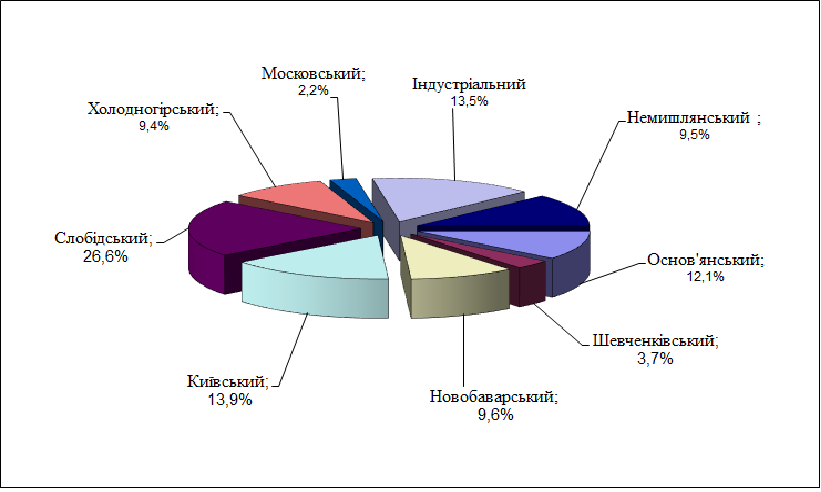 Московський;
2,2%
Індустріальний
13,5%
Холодногірський;
9,4%
Немишлянський ;
9,5%
Слобідський;
26,6%
Основ'янський;
12,1%
Шевченківський;
3,7%
Київський;
13,9%
Новобаварський;
9,6%